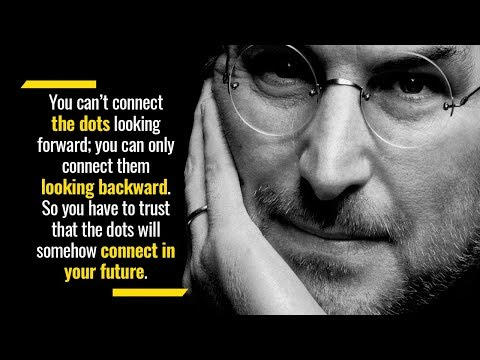 You can’t connect
the dots looking
forward; you can only
connect them
looking backward.
So you have to trust
that the dots will
somehow connect in
your future.